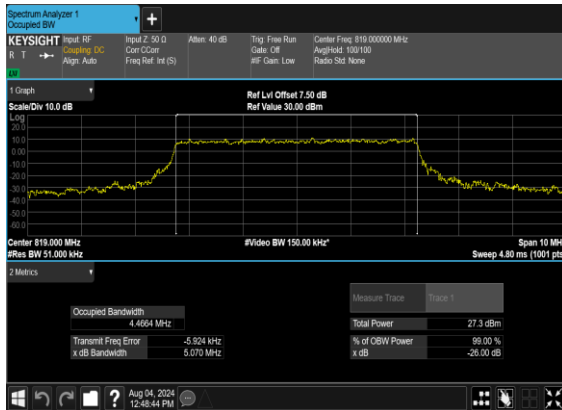 Spectrum Analyzer 1
Occupied BW
KEYSIGHT Input: RF Input Z: 50 Ω Atten: 40 dB Trig: Free Run Center Freq: 819.000000 MHz
R T Coupling: DC Corr CCorr Gate: Off Avg|Hold: 100/100
Align: Auto Freq Ref: Int (S) #IF Gain: Low Radio Std: None
LXI
1 Graph Ref Lvl Offset 7.50 dB
Scale/Div 10.0 dB Ref Value 30.00 dBm
Log
20.0
10.0
0.00
-10.0
-20.0
-30.0
-40.0
-50.0
-60.0
Center 819.000 MHz #Video BW 150.00 kHz* Span 10 MH
#Res BW 51.000 kHz Sweep 4.80 ms (1001 pts
2 Metrics
Measure Trace Trace 1
Occupied Bandwidth
4.4664 MHz Total Power 27.3 dBm
Transmit Freq Error -5.924 kHz % of OBW Power 99.00 %
x dB Bandwidth 5.070 MHz x dB -26.00 dB
Aug 04, 2024
12:48:44 PM